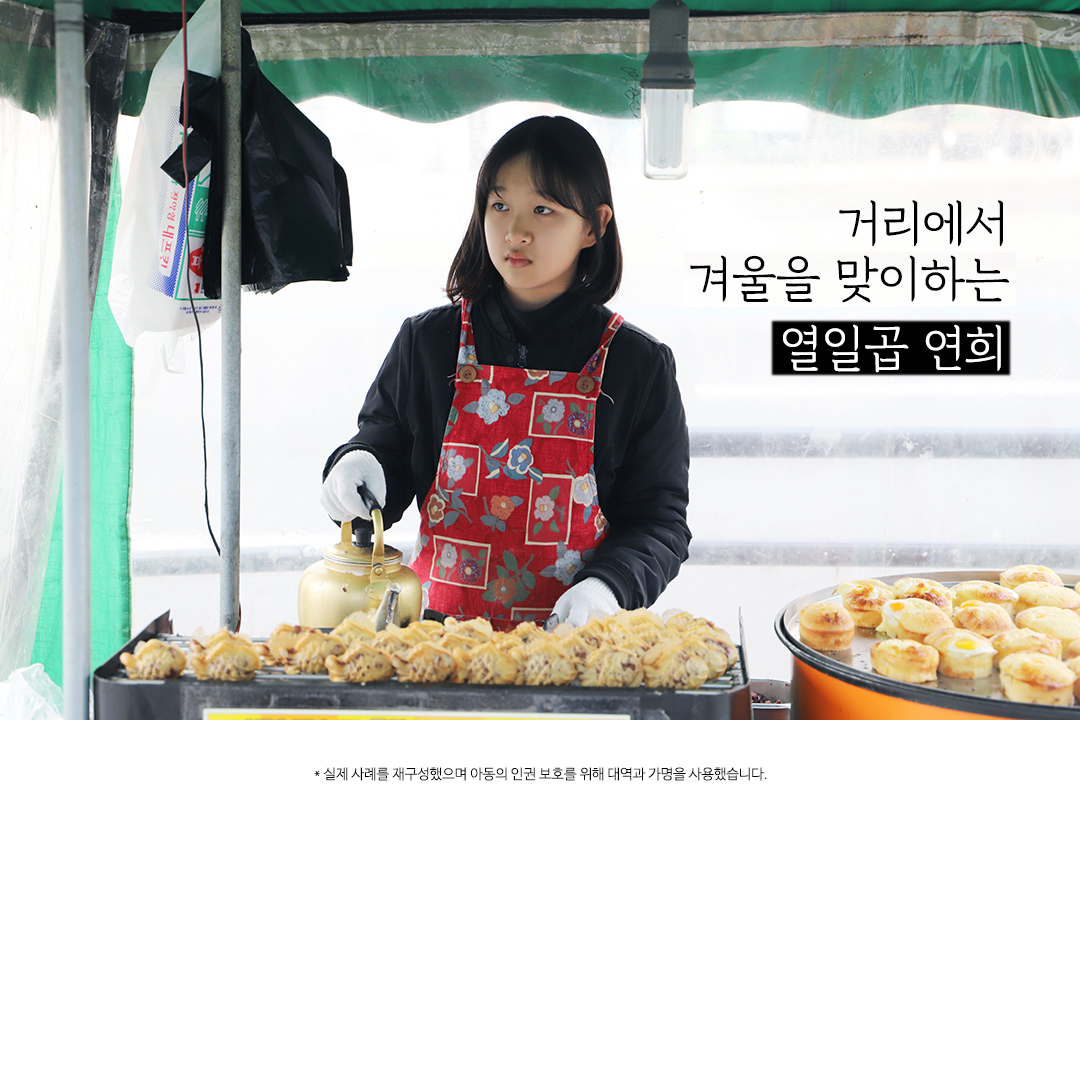 거리에서
겨울을 맞이하는
열일곱 연희
* 실제 사례를 재구성했으며 아동의 인권 보호를 위해 대역과 가명을 사용했습니다.